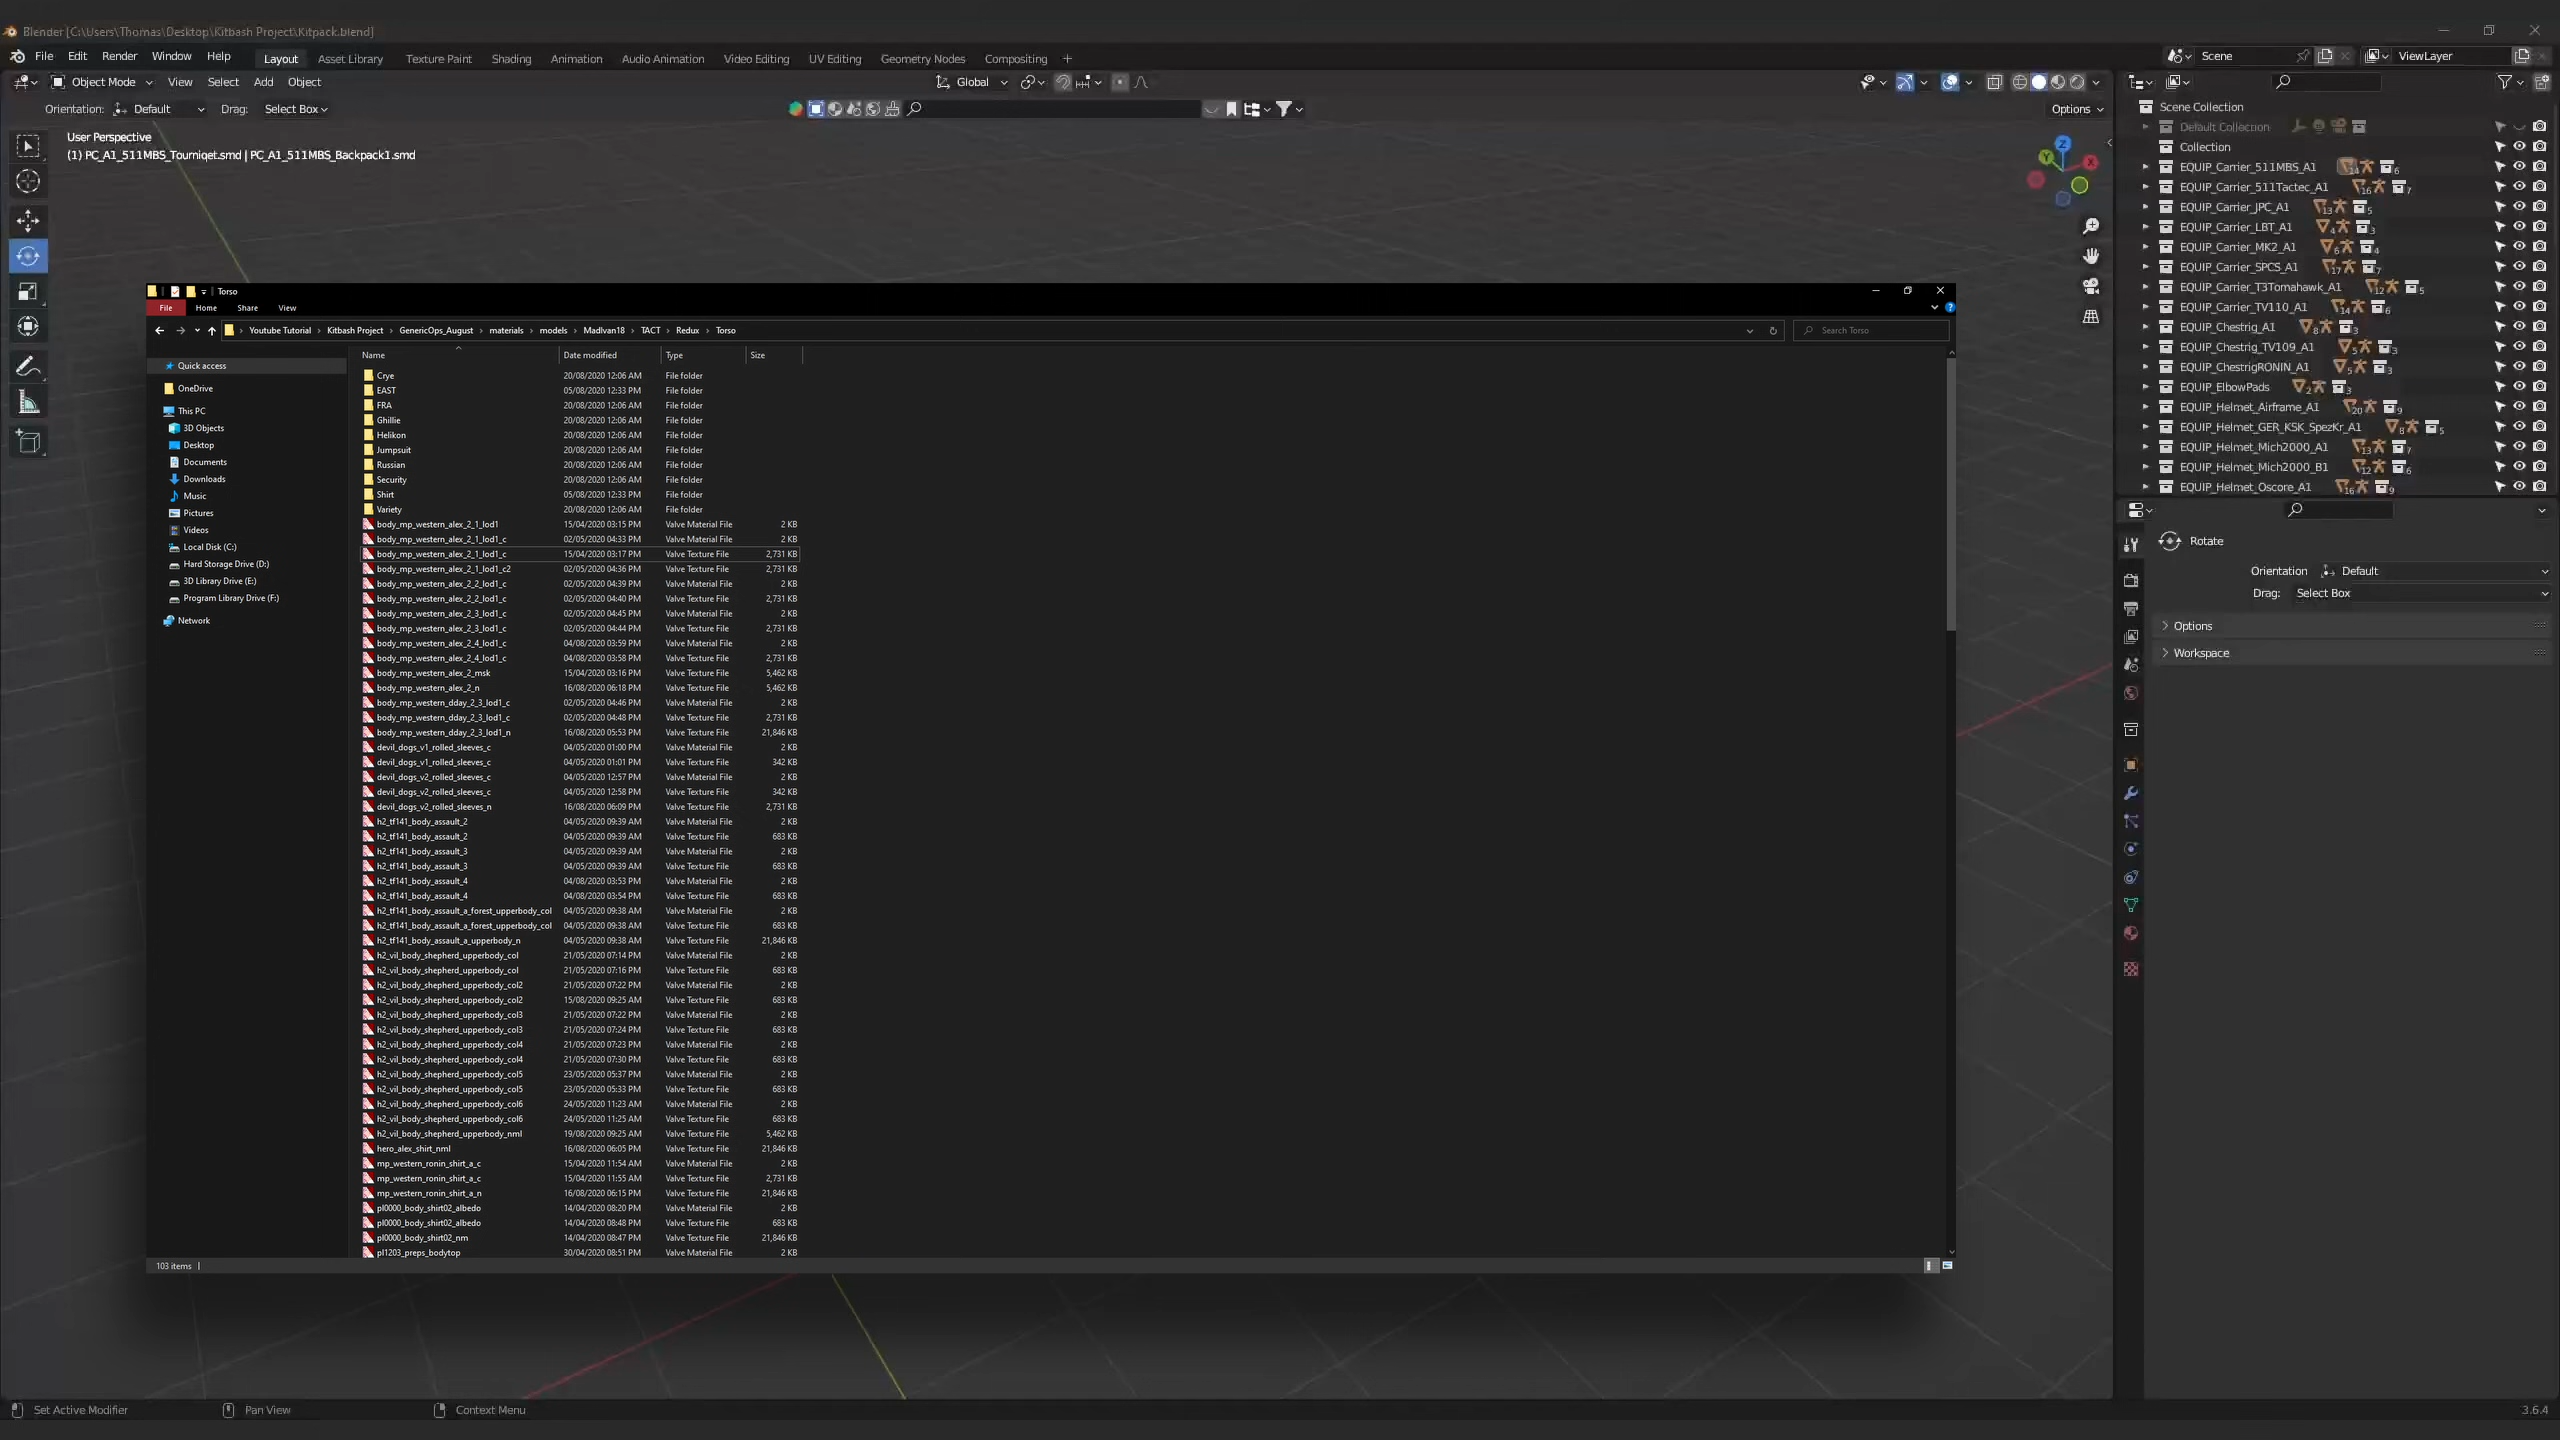 Blender [C:\Users\Thomas\Desktop\Kitbash Project\Kitpack.blend]
File Edit Render Window Help Layout Asset Library Texture Paint Shading Animation Audio Animation Video Editing UV Editing Geometry Nodes Compositing + Scene ViewLayer
Object Mode View Select Add Object Global
Orientation: Default Drag: Select Box Options
User Perspective
(1) PC_A1_511MBS_Tourniqet.smd | PC_A1_511MBS_Backpack1.smd
Z
Y
X
Scene Collection
Default Collection
Collection
EQUIP_Carrier_511MBS_A1 14 6
EQUIP_Carrier_511Tactec_A1 16 7
EQUIP_Carrier_JPC_A1 13 5
EQUIP_Carrier_LBT_A1 4 3
EQUIP_Carrier_MK2_A1 6 4
EQUIP_Carrier_SPCS_A1 17 7
EQUIP_Carrier_T3Tomahawk_A1 12 5
EQUIP_Carrier_TV110_A1 14 6
EQUIP_Chestrig_A1 8 3
EQUIP_Chestrig_TV109_A1 5 3
EQUIP_ChestrigRONIN_A1 5 3
EQUIP_ElbowPads 2 3
EQUIP_Helmet_Airframe_A1 20 9
EQUIP_Helmet_GER_KSK_SpezKr_A1 8 5
EQUIP_Helmet_Mich2000_A1 13 7
EQUIP_Helmet_Mich2000_B1 12 6
EQUIP_Helmet_Oscore_A1 16 9
Rotate
Orientation Default
Drag: Select Box
Options
Workspace
Torso
File Home Share View
Youtube Tutorial › Kitbash Project › GenericOps_August › materials › models › MadIvan18 › TACT › Redux › Torso Search Torso
Quick access
OneDrive
This PC
3D Objects
Desktop
Documents
Downloads
Music
Pictures
Videos
Local Disk (C:)
Hard Storage Drive (D:)
3D Library Drive (E:)
Program Library Drive (F:)
Network
Name Date modified Type Size
Crye 20/08/2020 12:06 AM File folder
EAST 05/08/2020 12:33 PM File folder
FRA 20/08/2020 12:06 AM File folder
Ghillie 20/08/2020 12:06 AM File folder
Helikon 20/08/2020 12:06 AM File folder
Jumpsuit 20/08/2020 12:06 AM File folder
Russian 20/08/2020 12:06 AM File folder
Security 20/08/2020 12:06 AM File folder
Shirt 05/08/2020 12:33 PM File folder
Variety 20/08/2020 12:06 AM File folder
body_mp_western_alex_2_1_lod1 15/04/2020 03:15 PM Valve Material File 2 KB
body_mp_western_alex_2_1_lod1_c 02/05/2020 04:33 PM Valve Material File 2 KB
body_mp_western_alex_2_1_lod1_c 15/04/2020 03:17 PM Valve Texture File 2,731 KB
body_mp_western_alex_2_1_lod1_c2 02/05/2020 04:36 PM Valve Texture File 2,731 KB
body_mp_western_alex_2_2_lod1_c 02/05/2020 04:39 PM Valve Material File 2 KB
body_mp_western_alex_2_2_lod1_c 02/05/2020 04:40 PM Valve Texture File 2,731 KB
body_mp_western_alex_2_3_lod1_c 02/05/2020 04:45 PM Valve Material File 2 KB
body_mp_western_alex_2_3_lod1_c 02/05/2020 04:44 PM Valve Texture File 2,731 KB
body_mp_western_alex_2_4_lod1_c 04/08/2020 03:59 PM Valve Material File 2 KB
body_mp_western_alex_2_4_lod1_c 04/08/2020 03:58 PM Valve Texture File 2,731 KB
body_mp_western_alex_2_msk 15/04/2020 03:16 PM Valve Texture File 5,462 KB
body_mp_western_alex_2_n 16/08/2020 06:18 PM Valve Texture File 5,462 KB
body_mp_western_dday_2_3_lod1_c 02/05/2020 04:46 PM Valve Material File 2 KB
body_mp_western_dday_2_3_lod1_c 02/05/2020 04:48 PM Valve Texture File 2,731 KB
body_mp_western_dday_2_3_lod1_n 16/08/2020 05:53 PM Valve Texture File 21,846 KB
devil_dogs_v1_rolled_sleeves_c 04/05/2020 01:00 PM Valve Material File 2 KB
devil_dogs_v1_rolled_sleeves_c 04/05/2020 01:01 PM Valve Texture File 342 KB
devil_dogs_v2_rolled_sleeves_c 04/05/2020 12:57 PM Valve Material File 2 KB
devil_dogs_v2_rolled_sleeves_c 04/05/2020 12:58 PM Valve Texture File 342 KB
devil_dogs_v2_rolled_sleeves_n 16/08/2020 06:09 PM Valve Texture File 2,731 KB
h2_tf141_body_assault_2 04/05/2020 09:39 AM Valve Material File 2 KB
h2_tf141_body_assault_2 04/05/2020 09:39 AM Valve Texture File 683 KB
h2_tf141_body_assault_3 04/05/2020 09:39 AM Valve Material File 2 KB
h2_tf141_body_assault_3 04/05/2020 09:39 AM Valve Texture File 683 KB
h2_tf141_body_assault_4 04/08/2020 03:53 PM Valve Material File 2 KB
h2_tf141_body_assault_4 04/08/2020 03:54 PM Valve Texture File 683 KB
h2_tf141_body_assault_a_forest_upperbody_col 04/05/2020 09:38 AM Valve Material File 2 KB
h2_tf141_body_assault_a_forest_upperbody_col 04/05/2020 09:38 AM Valve Texture File 683 KB
h2_tf141_body_assault_a_upperbody_n 04/05/2020 09:38 AM Valve Texture File 21,846 KB
h2_vil_body_shepherd_upperbody_col 21/05/2020 07:14 PM Valve Material File 2 KB
h2_vil_body_shepherd_upperbody_col 21/05/2020 07:16 PM Valve Texture File 683 KB
h2_vil_body_shepherd_upperbody_col2 21/05/2020 07:22 PM Valve Material File 2 KB
h2_vil_body_shepherd_upperbody_col2 15/08/2020 09:25 AM Valve Texture File 683 KB
h2_vil_body_shepherd_upperbody_col3 21/05/2020 07:22 PM Valve Material File 2 KB
h2_vil_body_shepherd_upperbody_col3 21/05/2020 07:24 PM Valve Texture File 683 KB
h2_vil_body_shepherd_upperbody_col4 21/05/2020 07:23 PM Valve Material File 2 KB
h2_vil_body_shepherd_upperbody_col4 21/05/2020 07:30 PM Valve Texture File 683 KB
h2_vil_body_shepherd_upperbody_col5 23/05/2020 05:37 PM Valve Material File 2 KB
h2_vil_body_shepherd_upperbody_col5 23/05/2020 05:33 PM Valve Texture File 683 KB
h2_vil_body_shepherd_upperbody_col6 24/05/2020 11:23 AM Valve Material File 2 KB
h2_vil_body_shepherd_upperbody_col6 24/05/2020 11:25 AM Valve Texture File 683 KB
h2_vil_body_shepherd_upperbody_nml 19/08/2020 09:25 AM Valve Texture File 5,462 KB
hero_alex_shirt_nml 16/08/2020 06:05 PM Valve Texture File 21,846 KB
mp_western_ronin_shirt_a_c 15/04/2020 11:54 AM Valve Material File 2 KB
mp_western_ronin_shirt_a_c 15/04/2020 11:55 AM Valve Texture File 2,731 KB
mp_western_ronin_shirt_a_n 16/08/2020 06:15 PM Valve Texture File 21,846 KB
pl0000_body_shirt02_albedo 14/04/2020 08:20 PM Valve Material File 2 KB
pl0000_body_shirt02_albedo 14/04/2020 08:48 PM Valve Texture File 683 KB
pl0000_body_shirt02_nm 14/04/2020 08:47 PM Valve Texture File 21,846 KB
pl1203_preps_bodytop 30/04/2020 08:51 PM Valve Material File 2 KB
103 items
Set Active Modifier Pan View Context Menu 3.6.4